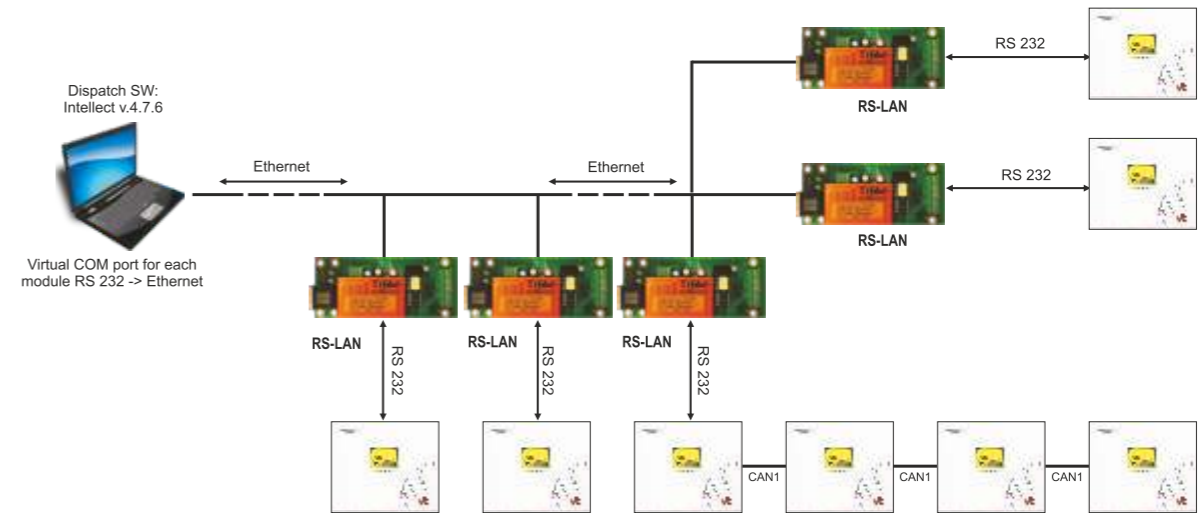 RS 232
RS-LAN
Dispatch SW:
Intellect v.4.7.6
Ethernet
Ethernet
RS 232
RS-LAN
Virtual COM port for each
module RS 232 -> Ethernet
RS-LAN
RS-LAN
RS-LAN
RS 232
RS 232
RS 232
CAN1
CAN1
CAN1